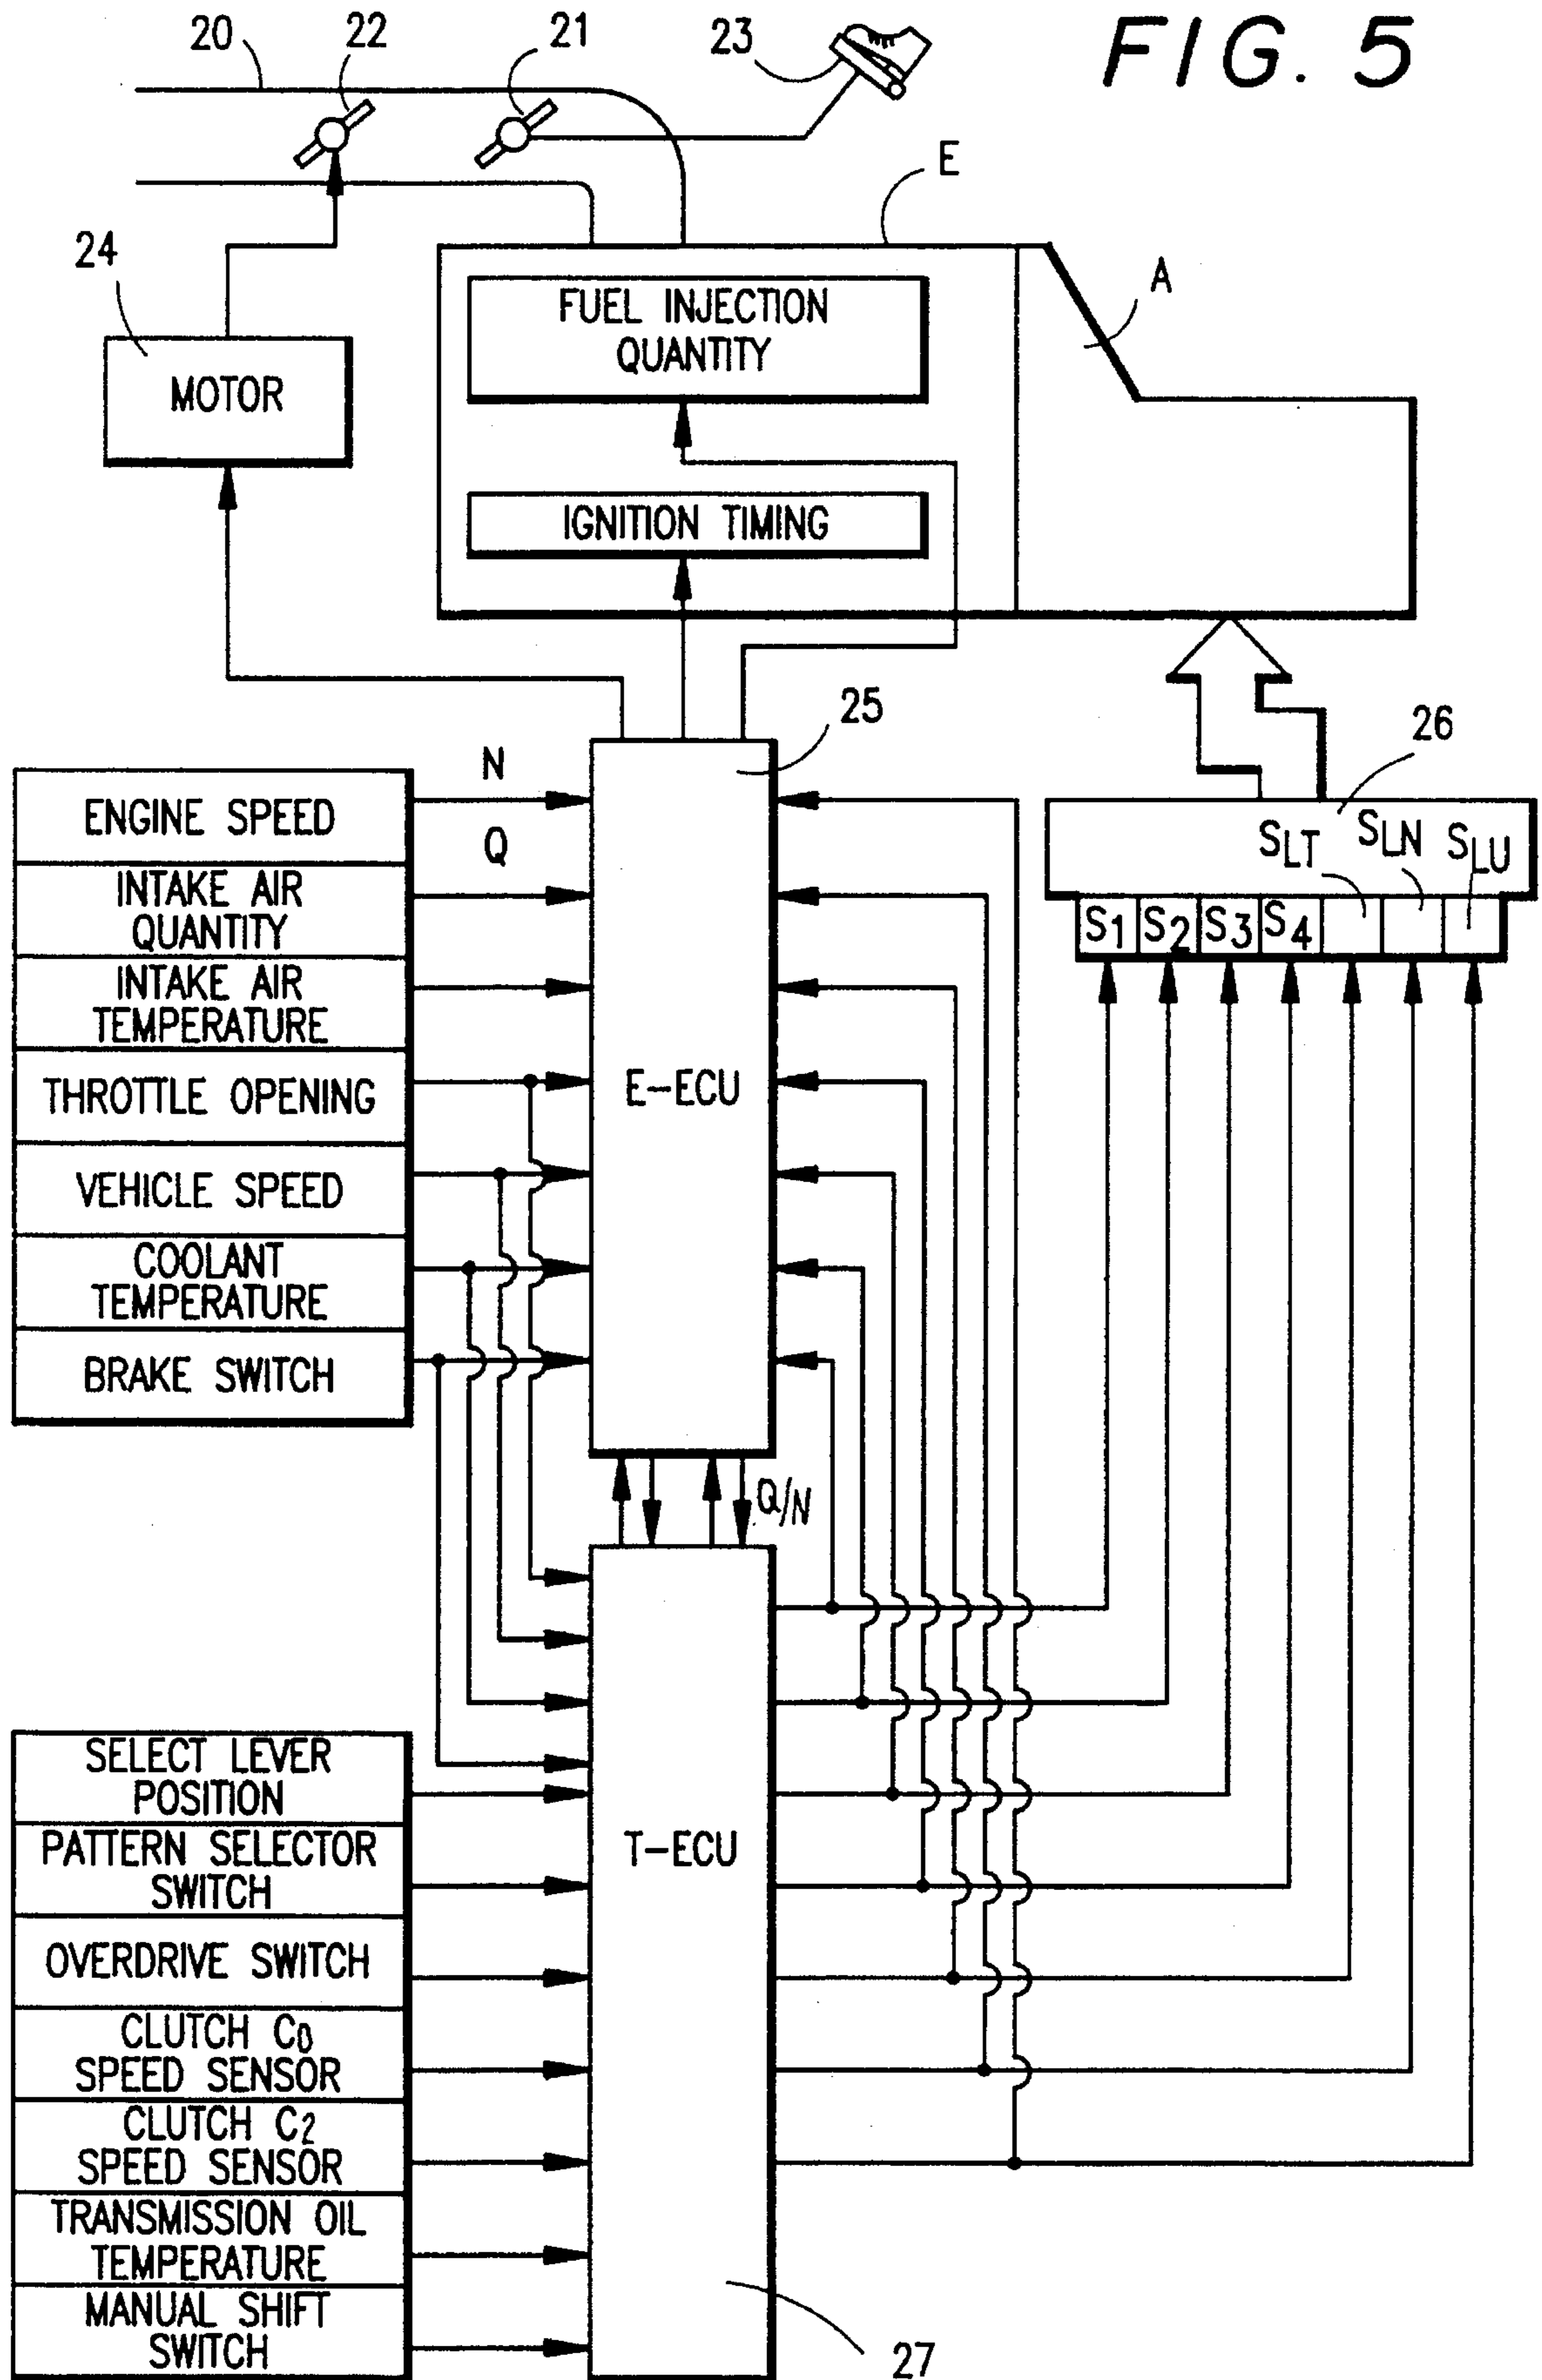 FIG. 5
20
22
21
23
E
24
A
MOTOR
FUEL INJECTION
QUANTITY
IGNITION TIMING
25
26
N
Q
ENGINE SPEED
INTAKE AIR
QUANTITY
INTAKE AIR
TEMPERATURE
THROTTLE OPENING
VEHICLE SPEED
COOLANT
TEMPERATURE
BRAKE SWITCH
E-ECU
SLT
SLN
SLU
S1
S2
S3
S4
Q/N
SELECT LEVER
POSITION
PATTERN SELECTOR
SWITCH
OVERDRIVE SWITCH
CLUTCH C0
SPEED SENSOR
CLUTCH C2
SPEED SENSOR
TRANSMISSION OIL
TEMPERATURE
MANUAL SHIFT
SWITCH
T-ECU
27